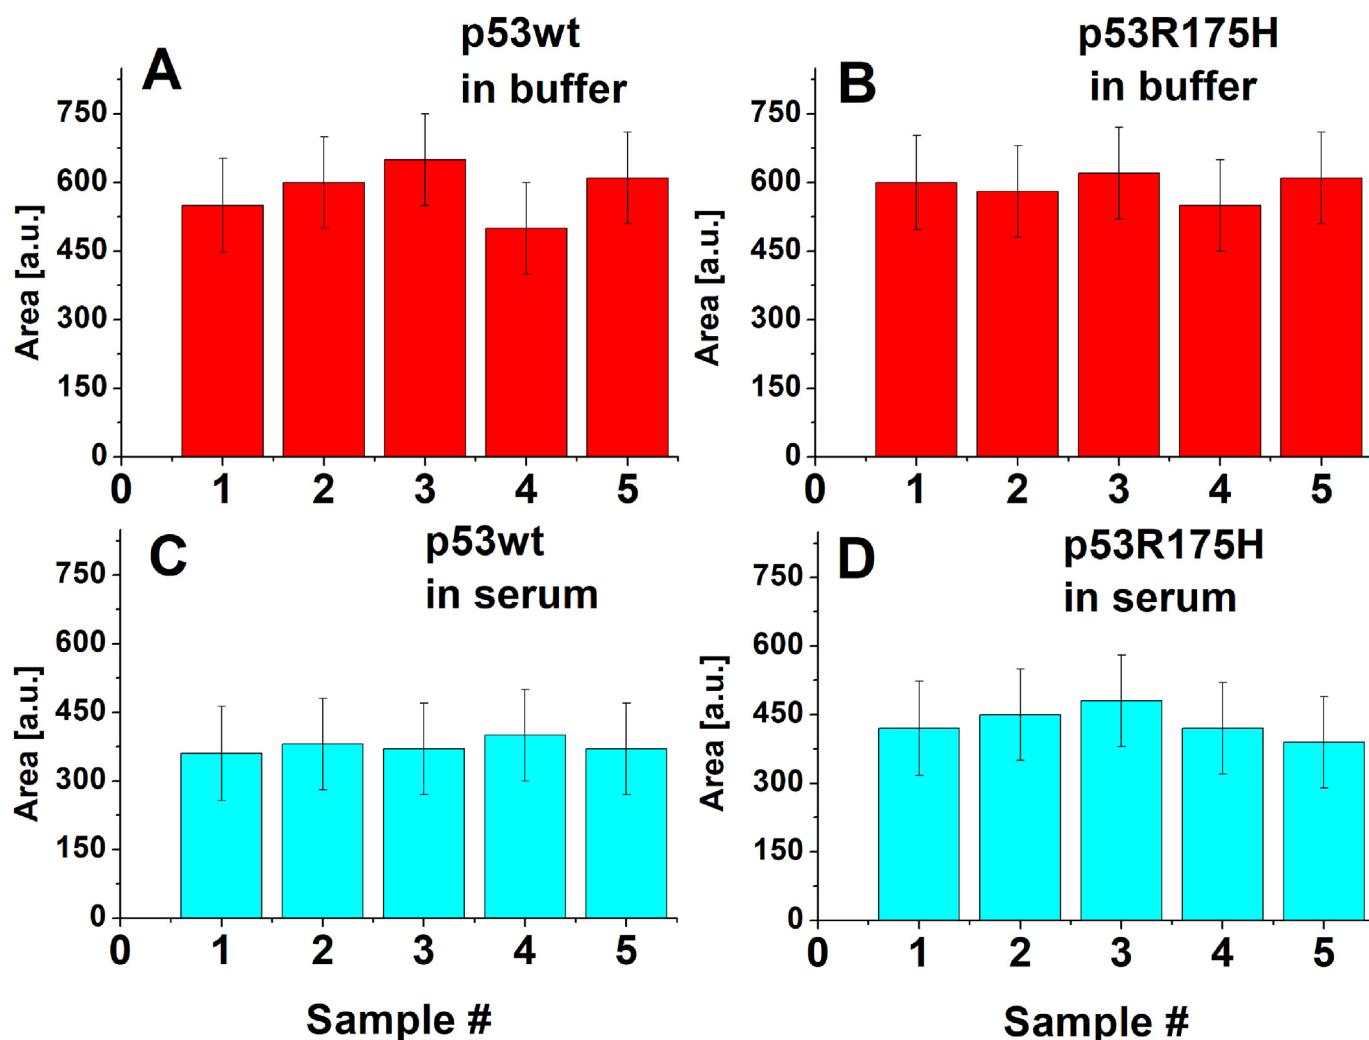 A
p53wt
in buffer
Area [a.u.]
750
600
450
300
150
0
0 1 2 3 4 5
B
p53R175H
in buffer
Area [a.u.]
750
600
450
300
150
0
0 1 2 3 4 5
C
p53wt
in serum
Area [a.u.]
750
600
450
300
150
0
0 1 2 3 4 5
Sample #
D
p53R175H
in serum
Area [a.u.]
750
600
450
300
150
0
0 1 2 3 4 5
Sample #